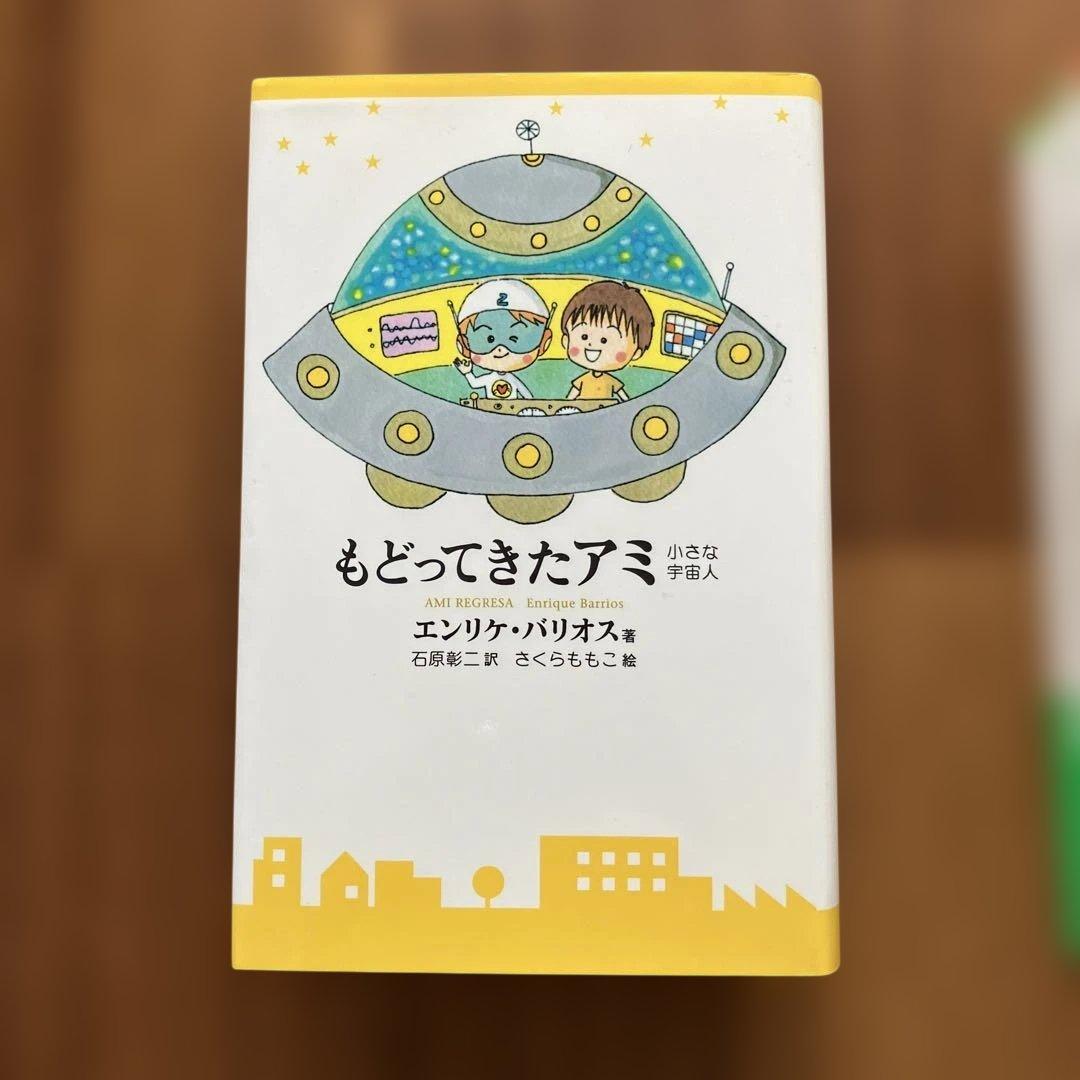 もどってきたアミ 小さな宇宙人
AMI REGRESA Enrique Barrios
エンリケ・バリオス 著
石原彰二 訳 さくらももこ 絵